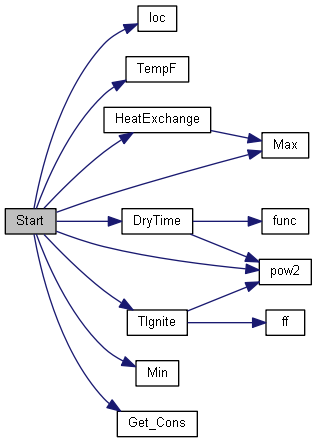 loc
TempF
HeatExchange
Max
Start
DryTime
func
pow2
TIgnite
ff
Min
Get_Cons